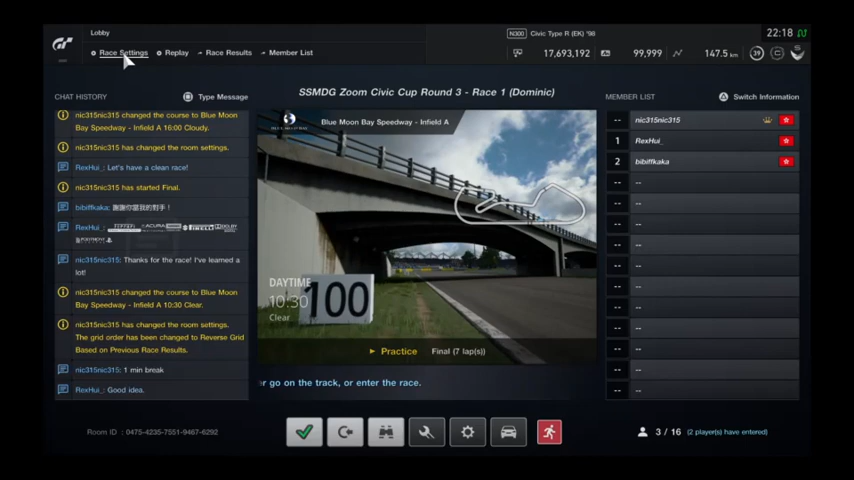 Lobby
N300 Civic Type R (EK) '98
22:18
Race Settings
Replay
Race Results
Member List
17,693,192
99,999
147.5 km
39
CHAT HISTORY
Type Message
SSMDG Zoom Civic Cup Round 3 - Race 1 (Dominic)
MEMBER LIST
Switch Information
nic315nic315 changed the course to Blue Moon
Bay Speedway - Infield A 16:00 Cloudy.
nic315nic315 has changed the room settings.
RexHui_: Let's have a clean race!
nic315nic315 has started Final.
bibiffkaka: 謝謝你當我的對手！
RexHui_:
nic315nic315: Thanks for the race! I've learned a
lot!
nic315nic315 has changed the course to Blue Moon
Bay Speedway - Infield A 10:30 Clear.
nic315nic315 has changed the room settings.
The grid order has been changed to Reverse Grid
Based on Previous Race Results.
nic315nic315: 1 min break
RexHui_: Good idea.
Blue Moon Bay Speedway - Infield A
100
DAYTIME
10:30
Clear
Practice
Final (7 lap(s))
er go on the track, or enter the race.
-- nic315nic315
1 RexHui_
2 bibiffkaka
-- --
-- --
-- --
-- --
-- --
-- --
-- --
-- --
-- --
-- --
-- --
Room ID : 0475-4235-7551-9467-6292
3 / 16 (2 player(s) have entered)